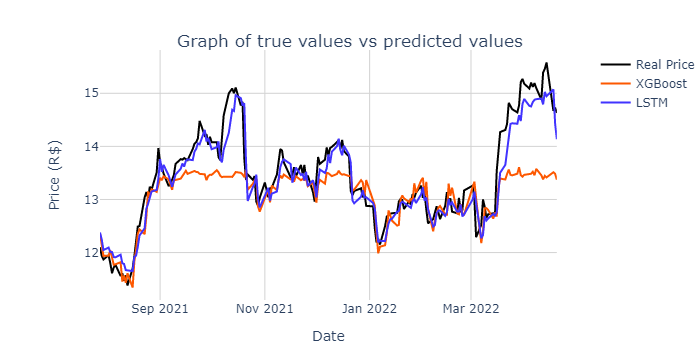 Graph of true values vs predicted values
Real Price
XGBoost
LSTM
Price (R$)
15
14
13
12
Sep 2021
Nov 2021
Jan 2022
Mar 2022
Date